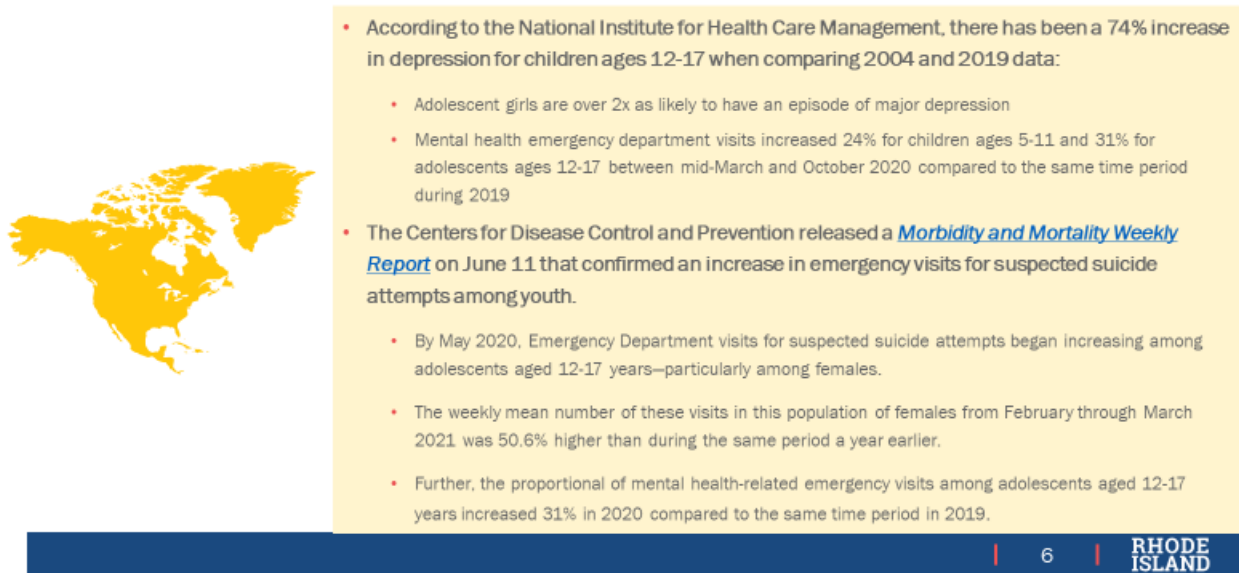 • According to the National Institute for Health Care Management, there has been a 74% increase
in depression for children ages 12-17 when comparing 2004 and 2019 data:
• Adolescent girls are over 2x as likely to have an episode of major depression
• Mental health emergency department visits increased 24% for children ages 5-11 and 31% for
adolescents ages 12-17 between mid-March and October 2020 compared to the same time period
during 2019
• The Centers for Disease Control and Prevention released a Morbidity and Mortality Weekly
Report on June 11 that confirmed an increase in emergency visits for suspected suicide
attempts among youth.
• By May 2020, Emergency Department visits for suspected suicide attempts began increasing among
adolescents aged 12-17 years—particularly among females.
• The weekly mean number of these visits in this population of females from February through March
2021 was 50.6% higher than during the same period a year earlier.
• Further, the proportional of mental health-related emergency visits among adolescents aged 12-17
years increased 31% in 2020 compared to the same time period in 2019.
| 6 |
RHODE
ISLAND